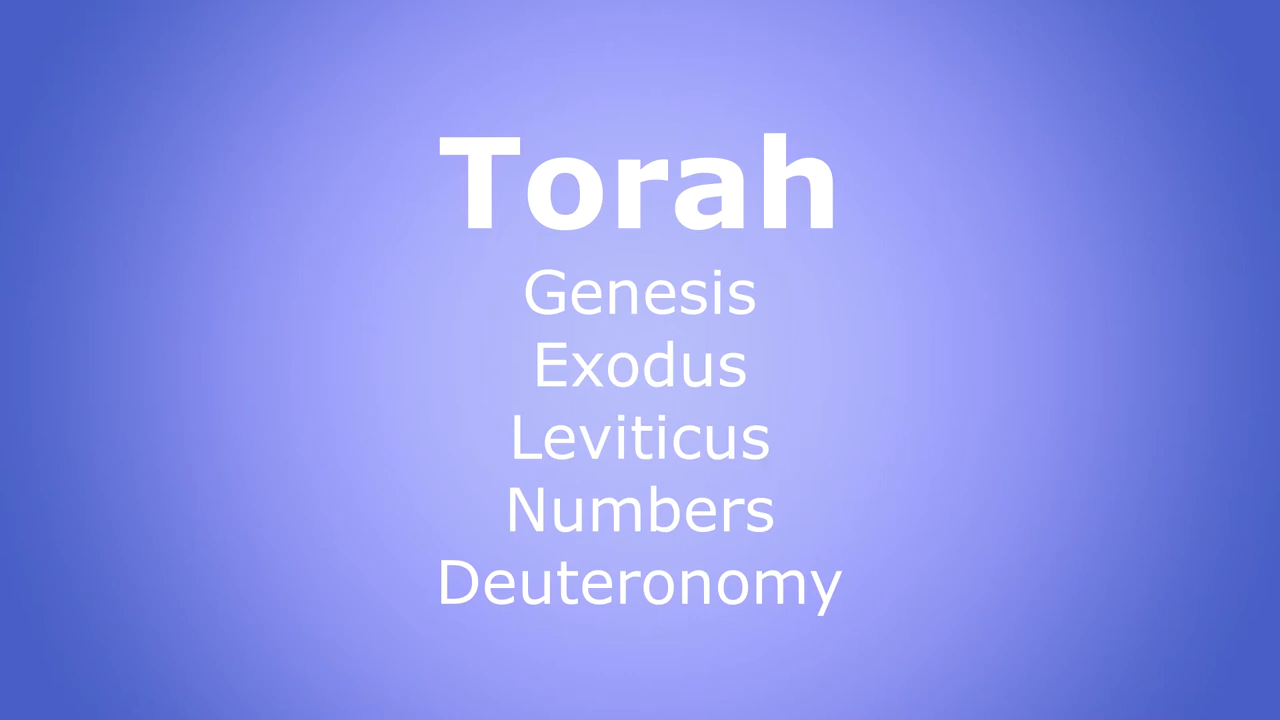 Torah
Genesis
Exodus
Leviticus
Numbers
Deuteronomy